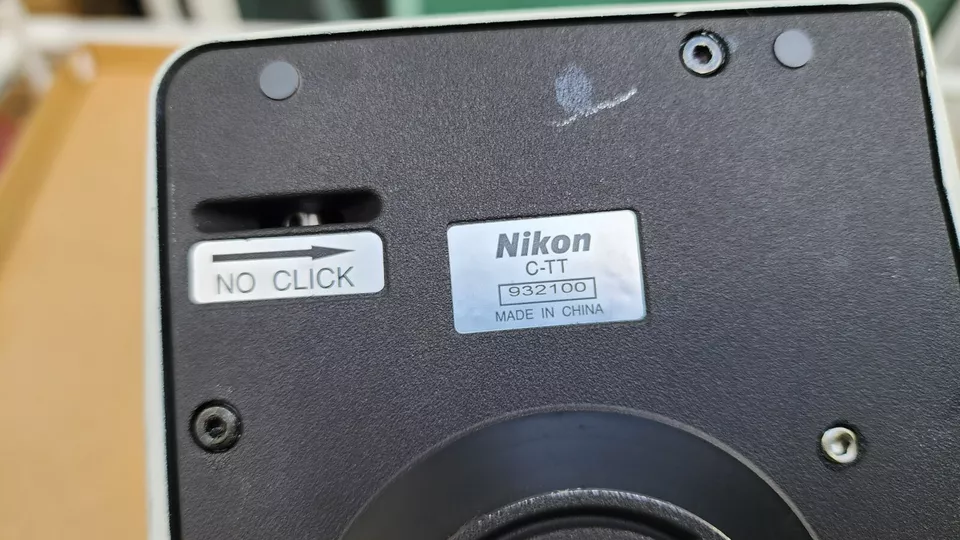 NO CLICK
Nikon
C-TT
932100
MADE IN CHINA